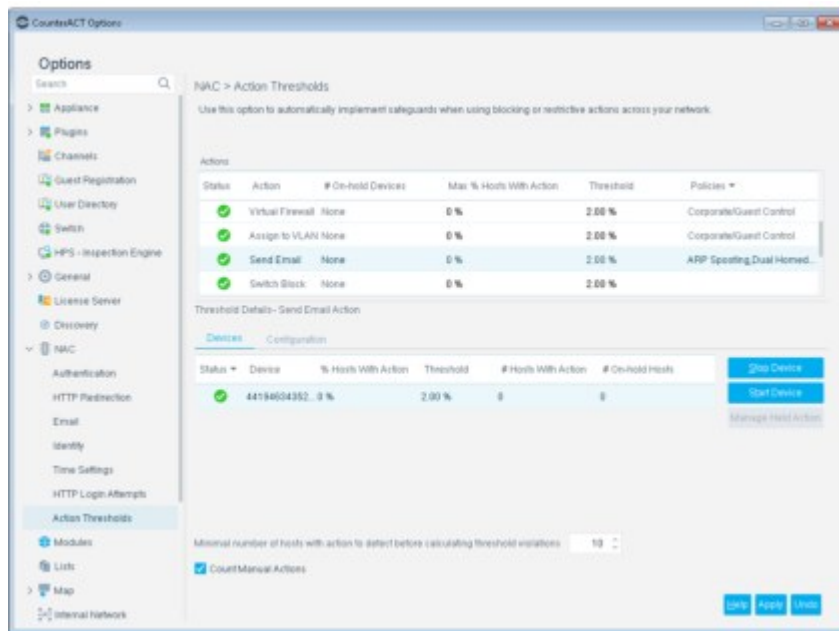 CounterACT Options
Options
Search
NAC > Action Thresholds
Use this option to automatically implement safeguards when using blocking or restrictive actions across your network.
Appliance
Plugins
Channels
Guest Registration
User Directory
Switch
HPS - Inspection Engine
General
License Server
Discovery
NAC
Authentication
HTTP Redirection
Email
Identify
Time Settings
HTTP Login Attempts
Action Thresholds
Modules
Lists
Map
Internal Network
Actions
Status Action # On-hold Devices Max % Hosts With Action Threshold Policies
Virtual Firewall None 0 % 2.00 % Corporate/Guest Control
Assign to VLAN None 0 % 2.00 % Corporate/Guest Control
Send Email None 0 % 2.00 % ARP Spoofing,Dual Homed...
Switch Block None 0 % 2.00 %
Threshold Details- Send Email Action
Devices Configuration
Status Device % Hosts With Action Threshold # Hosts With Action # On-hold Hosts
44194634352... 0 % 2.00 % 0 0
Stop Device
Start Device
Manage Held Action
Minimal number of hosts with action to detect before calculating threshold violations 10
Count Manual Actions
Help Apply Undo